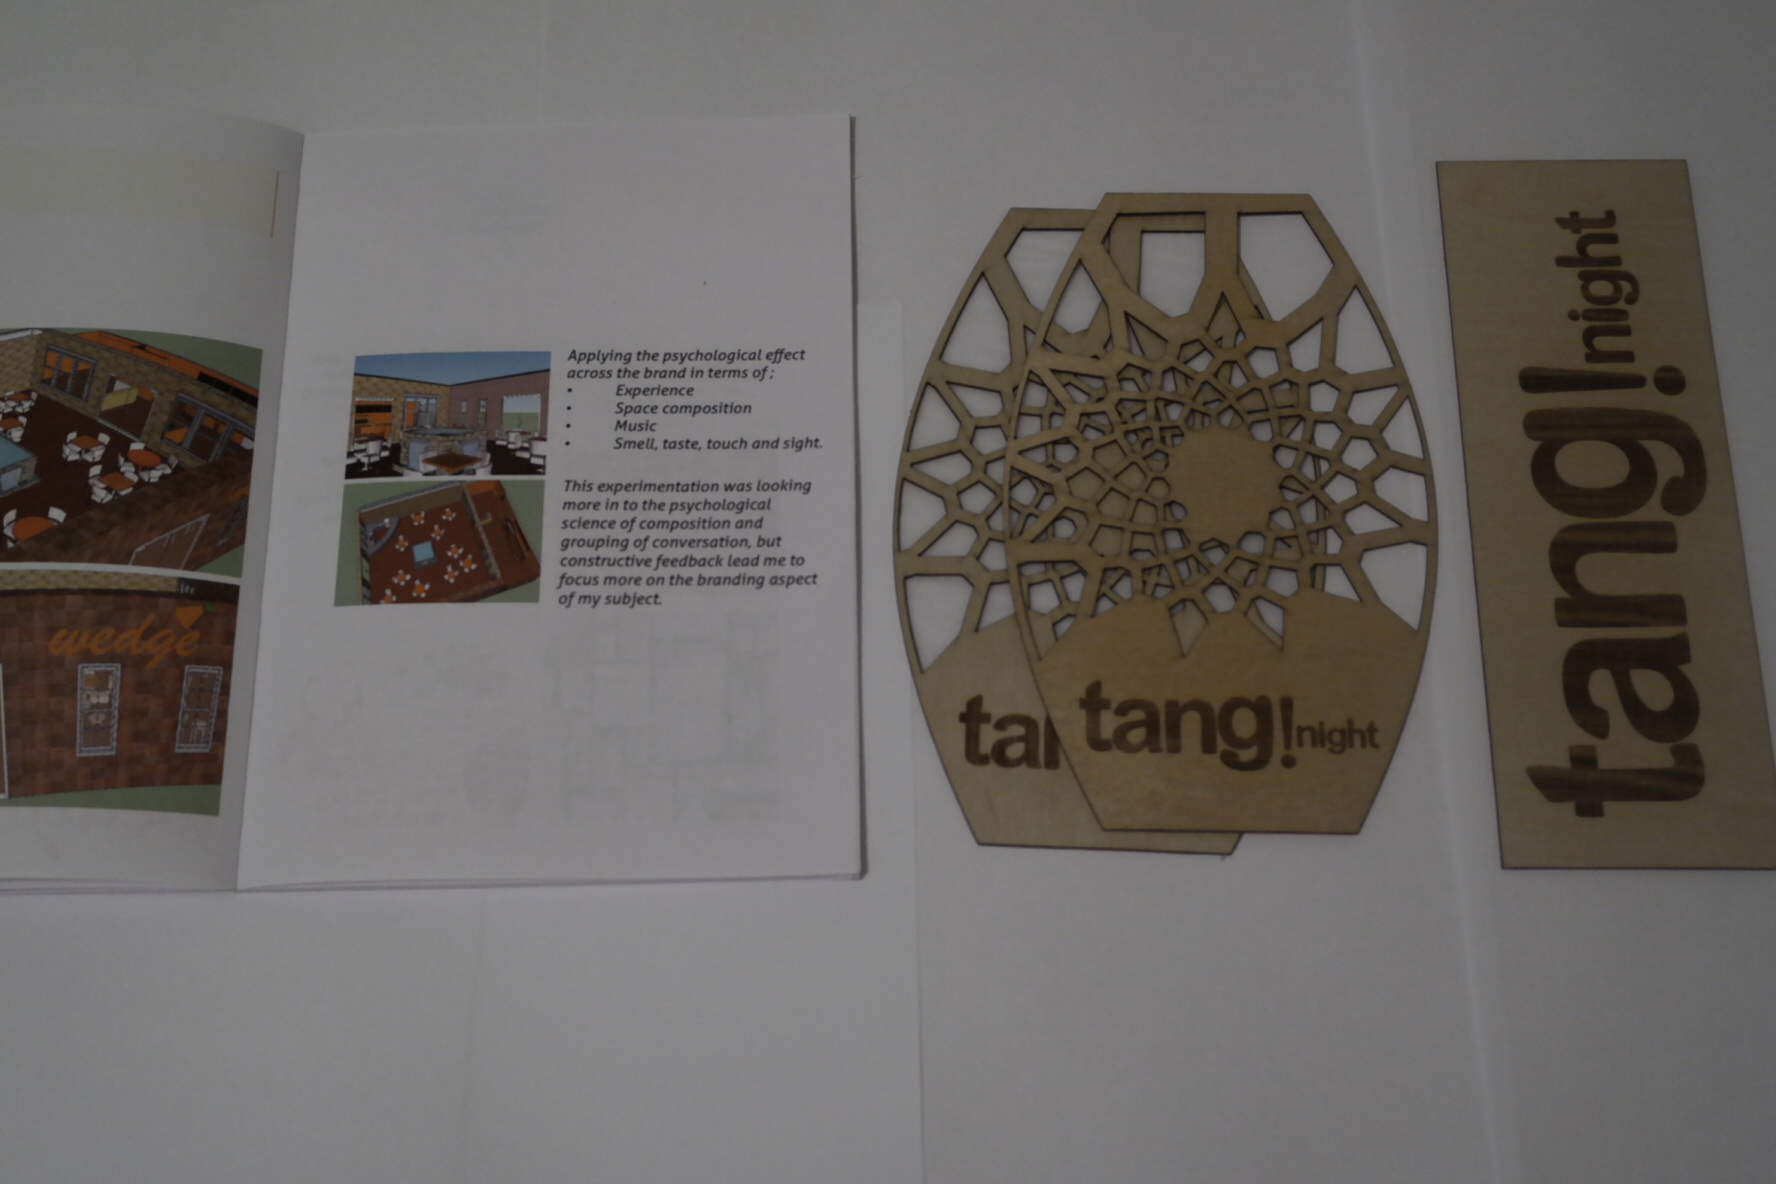 wedge
Applying the psychological effect
across the brand in terms of;
• Experience
• Space composition
• Music
• Smell, taste, touch and sight.
This experimentation was looking
more in to the psychological
science of composition and
grouping of conversation, but
constructive feedback lead me to
focus more on the branding aspect
of my subject.
tan
tang!night
tang!night